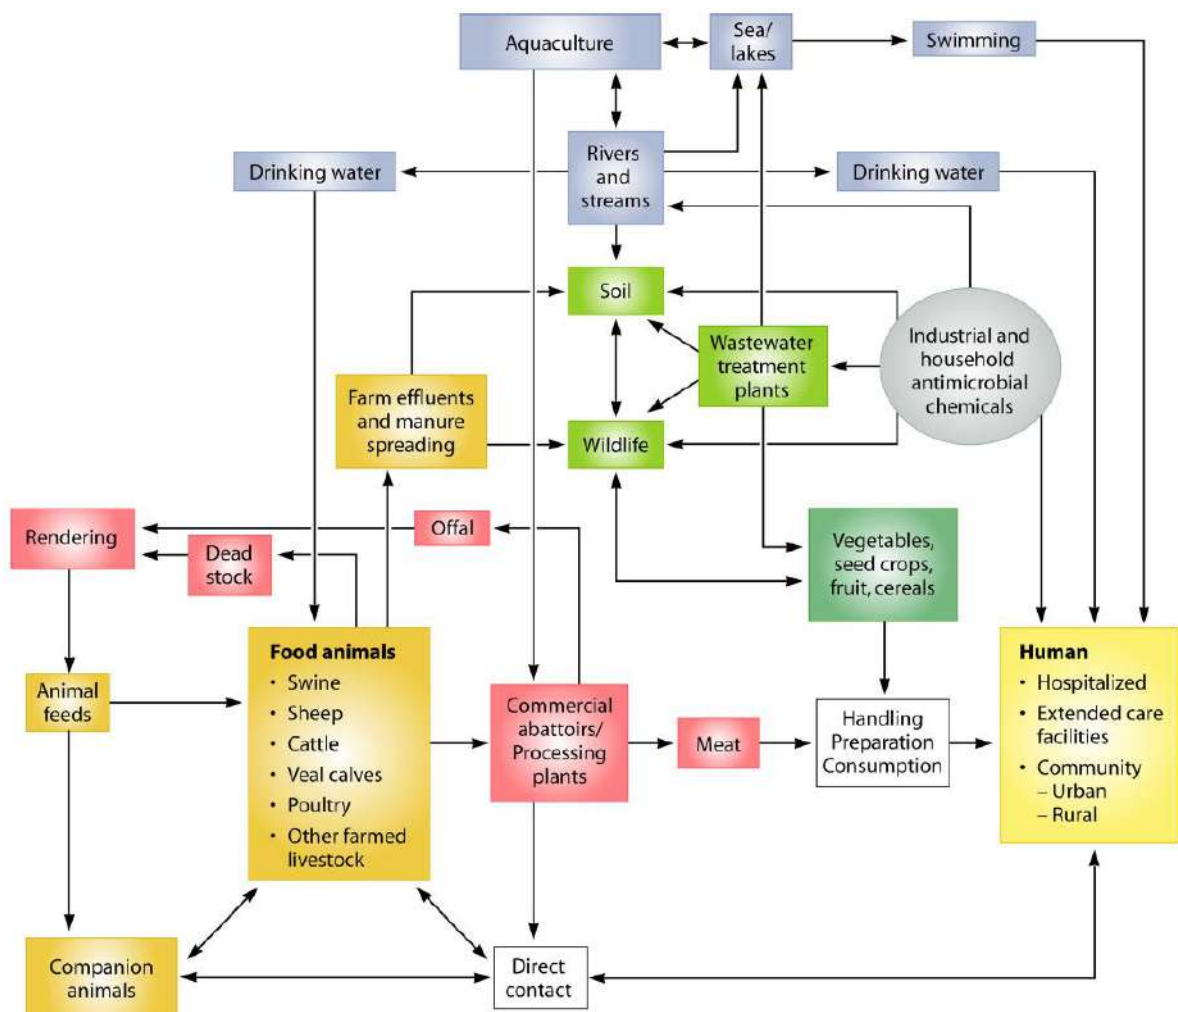 Aquaculture
Sea/
lakes
Swimming
Drinking water
Rivers
and
streams
Drinking water
Soil
Wastewater
treatment
plants
Industrial and
household
antimicrobial
chemicals
Farm effluents
and manure
spreading
Wildlife
Rendering
Dead
stock
Offal
Vegetables,
seed crops,
fruit, cereals
Animal
feeds
Food animals
• Swine
• Sheep
• Cattle
• Veal calves
• Poultry
• Other farmed
livestock
Commercial
abattoirs/
Processing
plants
Meat
Handling
Preparation
Consumption
Human
• Hospitalized
• Extended care
facilities
• Community
– Urban
– Rural
Companion
animals
Direct
contact